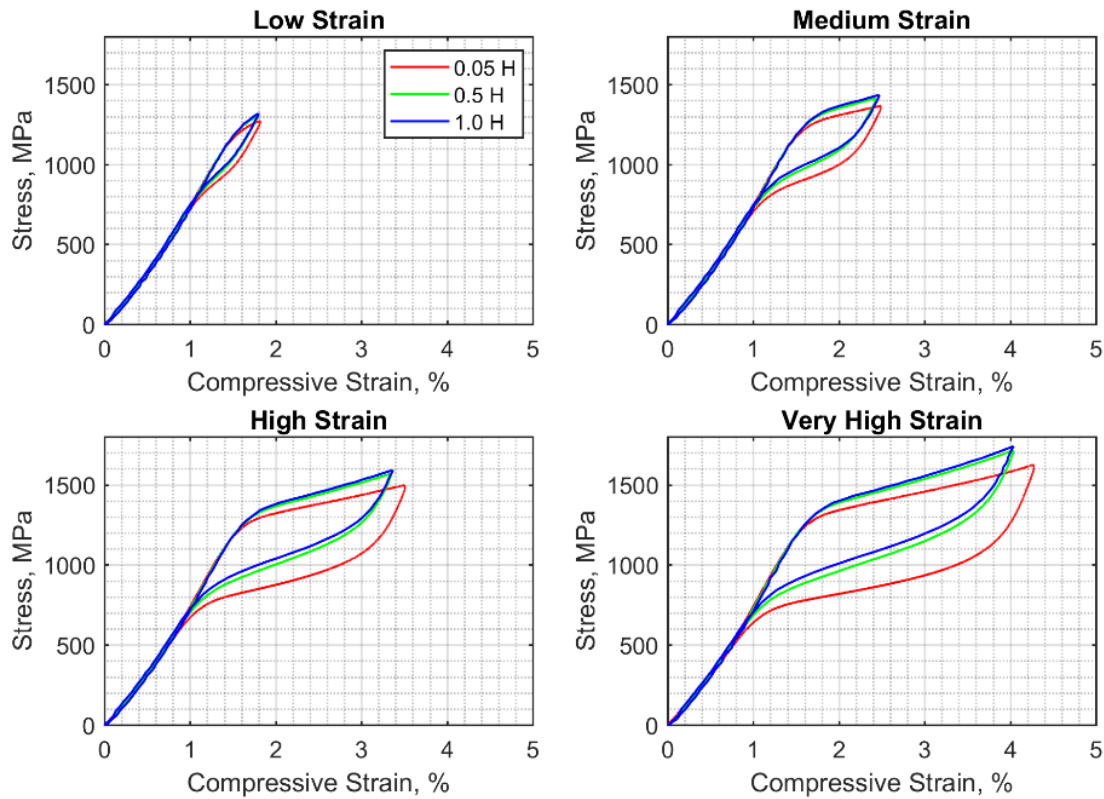 Low Strain
Stress, MPa
1500
1000
500
0
0 1 2 3 4 5
Compressive Strain, %
0.05 H
0.5 H
1.0 H
Medium Strain
Stress, MPa
1500
1000
500
0
0 1 2 3 4 5
Compressive Strain, %
High Strain
Stress, MPa
1500
1000
500
0
0 1 2 3 4 5
Compressive Strain, %
Very High Strain
Stress, MPa
1500
1000
500
0
0 1 2 3 4 5
Compressive Strain, %